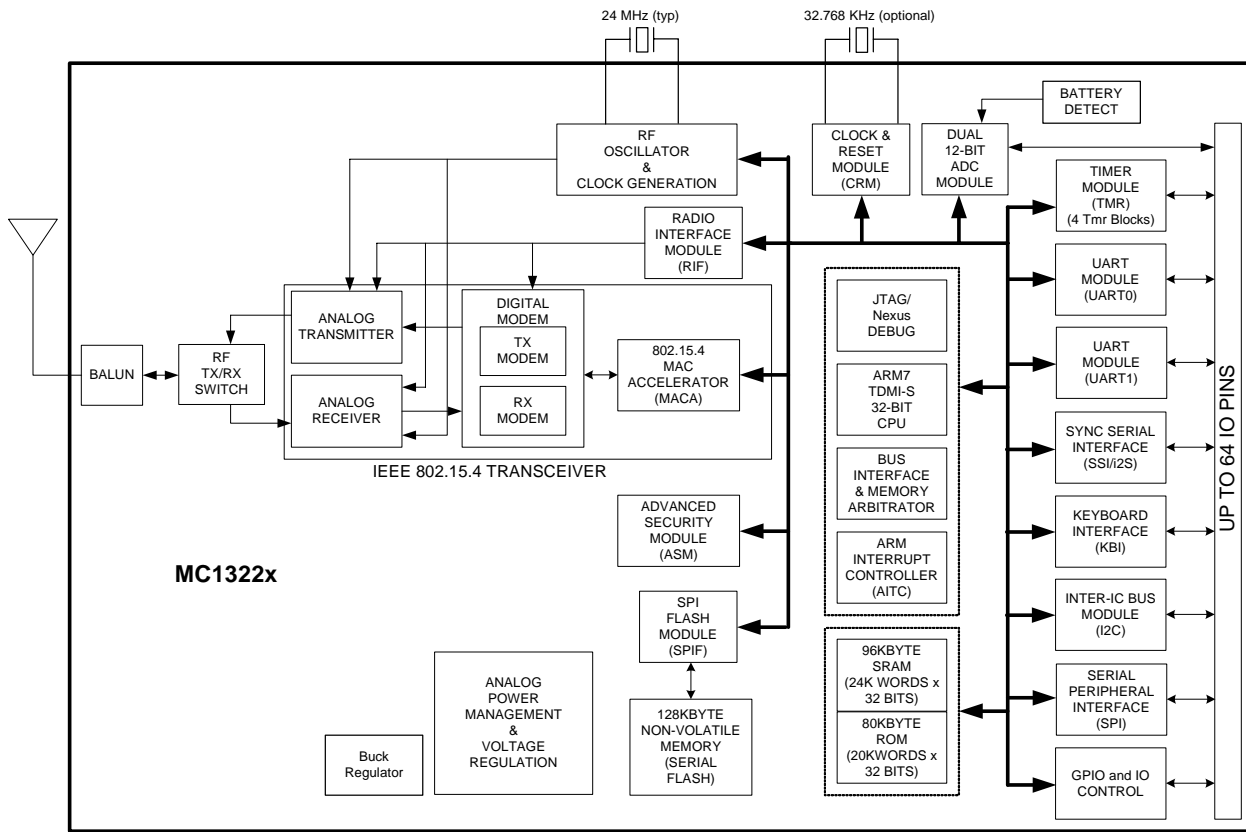 24 MHz (typ)
32.768 KHz (optional)
BATTERY
DETECT
RF
OSCILLATOR
&
CLOCK GENERATION
CLOCK &
RESET
MODULE
(CRM)
DUAL
12-BIT
ADC
MODULE
TIMER
MODULE
(TMR)
(4 Tmr Blocks)
RADIO
INTERFACE
MODULE
(RIF)
UART
MODULE
(UART0)
JTAG/
Nexus
DEBUG
ANALOG
TRANSMITTER
DIGITAL
MODEM
TX
MODEM
RX
MODEM
802.15.4
MAC
ACCELERATOR
(MACA)
UART
MODULE
(UART1)
BALUN
RF
TX/RX
SWITCH
ANALOG
RECEIVER
ARM7
TDMI-S
32-BIT
CPU
IEEE 802.15.4 TRANSCEIVER
SYNC SERIAL
INTERFACE
(SSI/i2S)
BUS
INTERFACE
& MEMORY
ARBITRATOR
UP TO 64 IO PINS
ADVANCED
SECURITY
MODULE
(ASM)
KEYBOARD
INTERFACE
(KBI)
ARM
INTERRUPT
CONTROLLER
(AITC)
MC1322x
SPI
FLASH
MODULE
(SPIF)
INTER-IC BUS
MODULE
(I2C)
96KBYTE
SRAM
(24K WORDS x
32 BITS)
SERIAL
PERIPHERAL
INTERFACE
(SPI)
ANALOG
POWER
MANAGEMENT
&
VOLTAGE
REGULATION
128KBYTE
NON-VOLATILE
MEMORY
(SERIAL
FLASH)
80KBYTE
ROM
(20KWORDS x
32 BITS)
Buck
Regulator
GPIO and IO
CONTROL